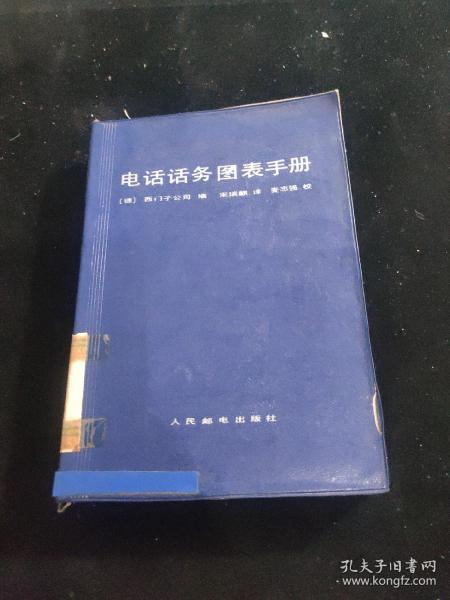 电话话务图表手册
〔德〕 西门子公司 编 宋瑞麒 译 麦志强 校
人民邮电出版社
孔夫子旧书网
www.kongfz.com